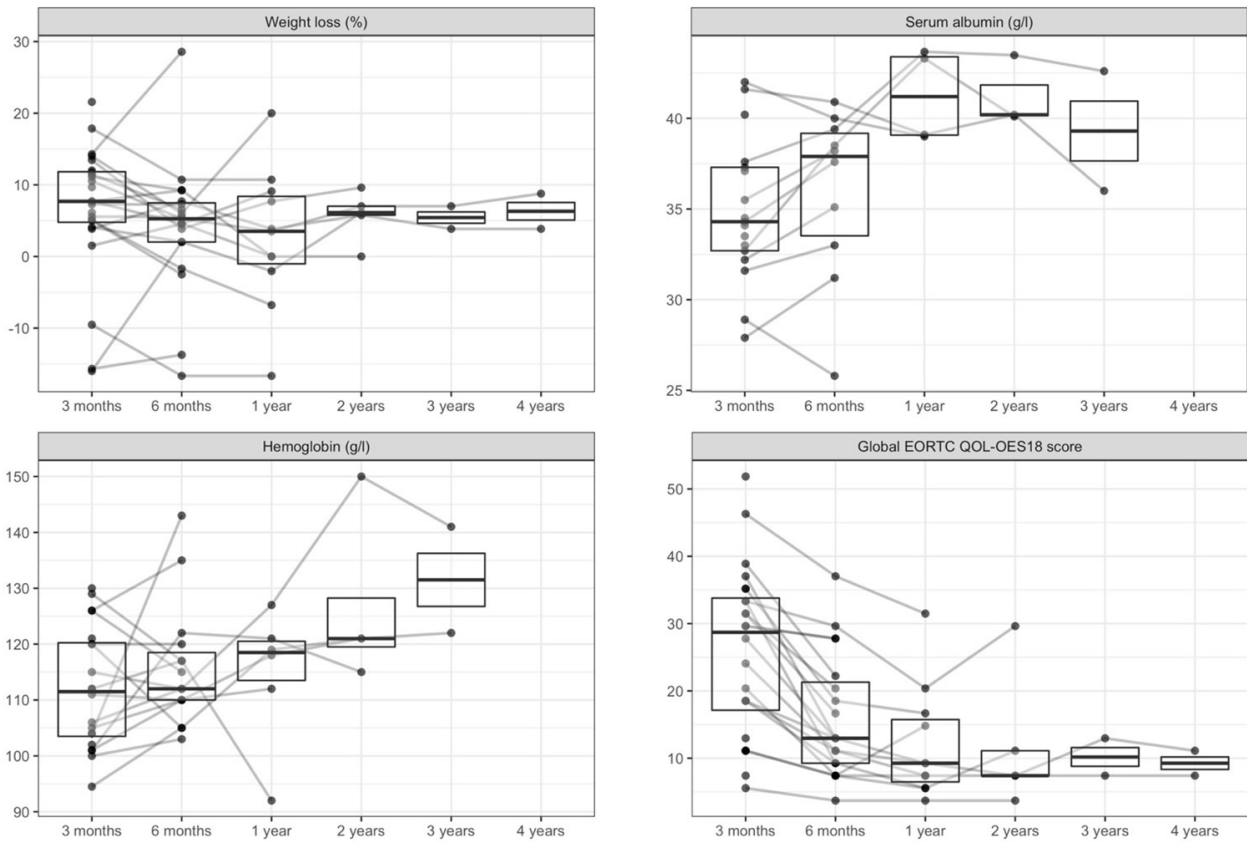 Weight loss (%)
30
20
10
0
-10
3 months 6 months 1 year 2 years 3 years 4 years
Serum albumin (g/l)
40
35
30
25
3 months 6 months 1 year 2 years 3 years 4 years
Hemoglobin (g/l)
150
140
130
120
110
100
90
3 months 6 months 1 year 2 years 3 years 4 years
Global EORTC QOL-OES18 score
50
40
30
20
10
3 months 6 months 1 year 2 years 3 years 4 years